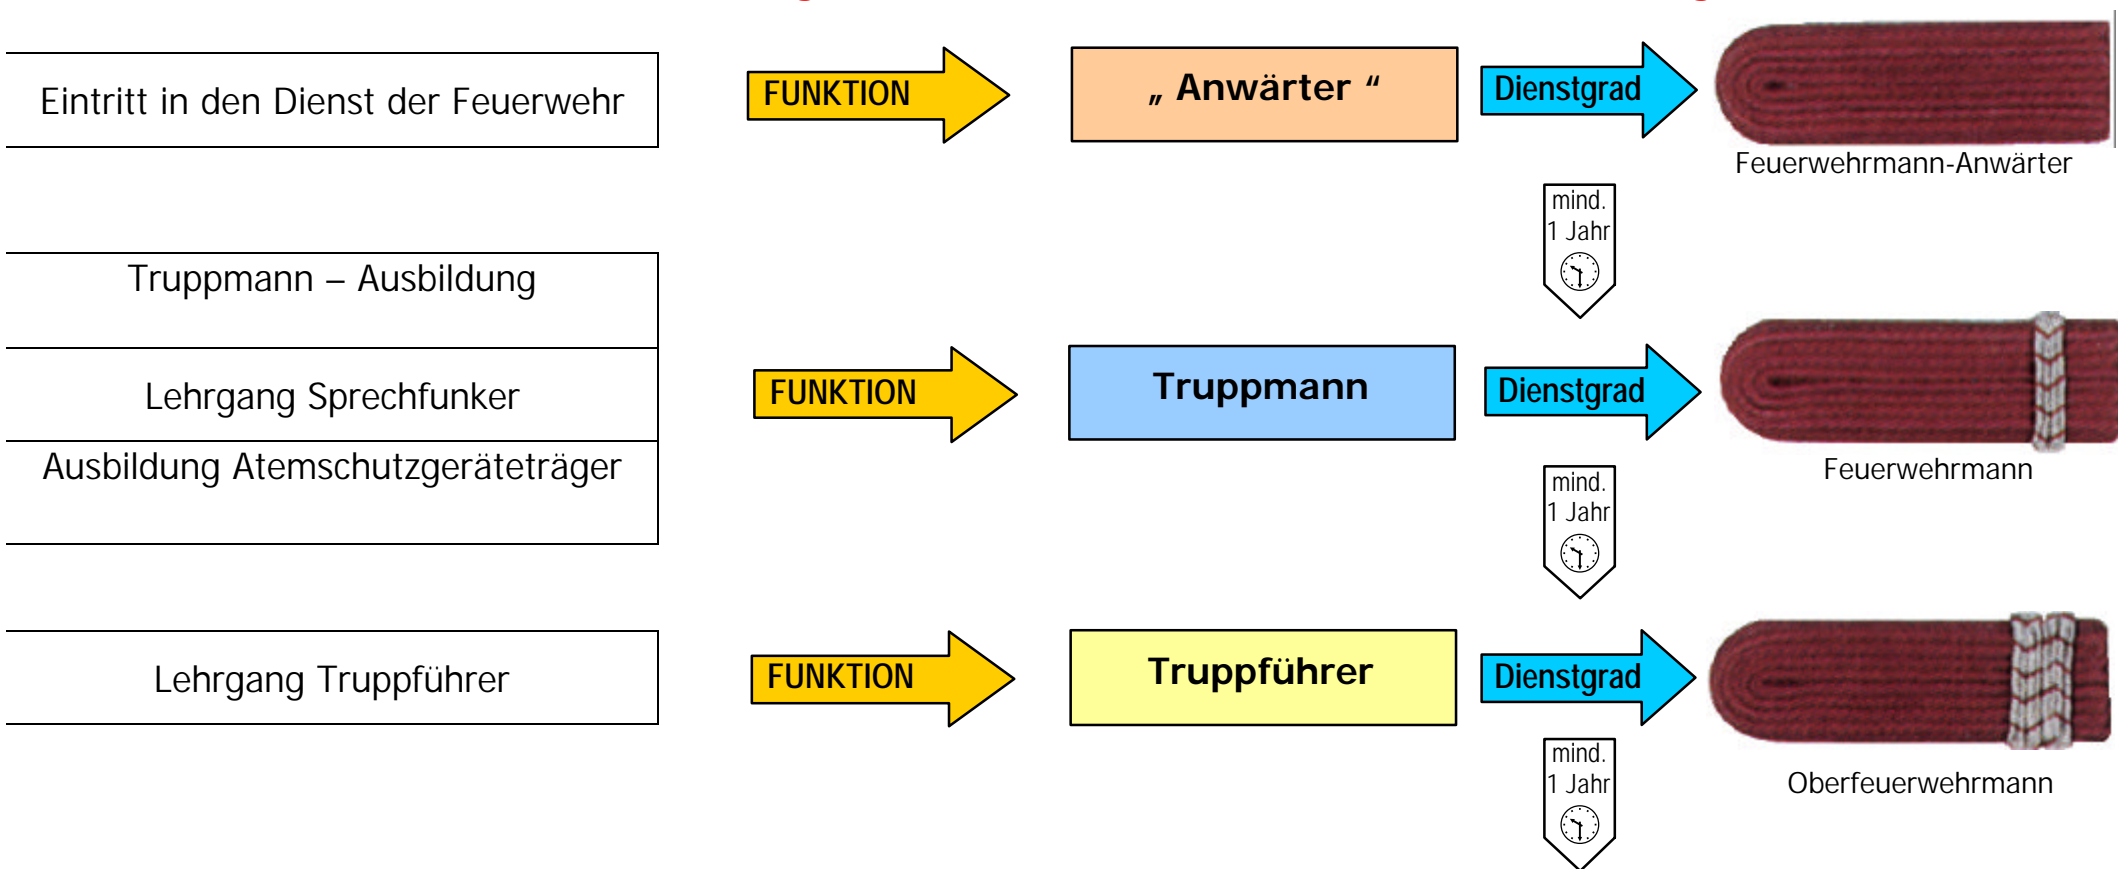 Eintritt in den Dienst der Feuerwehr
FUNKTION
„ Anwärter “
Dienstgrad
Feuerwehrmann-Anwärter
mind.
1 Jahr
Truppmann – Ausbildung
Lehrgang Sprechfunker
Ausbildung Atemschutzgeräteträger
FUNKTION
Truppmann
Dienstgrad
Feuerwehrmann
mind.
1 Jahr
Lehrgang Truppführer
FUNKTION
Truppführer
Dienstgrad
Oberfeuerwehrmann
mind.
1 Jahr